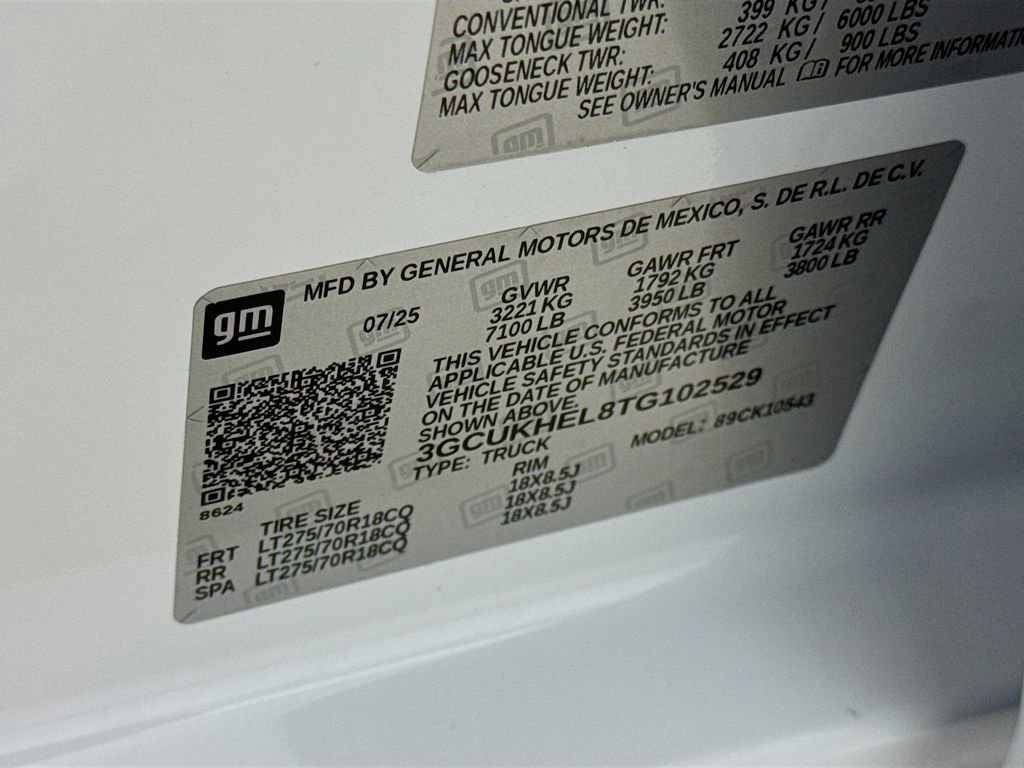 CONVENTIONAL TWR:
MAX TONGUE WEIGHT: 399 KG/
GOOSENECK TWR: 2722 KG/ 6000 LBS
MAX TONGUE WEIGHT: 408 KG/ 900 LBS
SEE OWNER'S MANUAL FOR MORE INFORMATIO
gm
MFD BY GENERAL MOTORS DE MEXICO, S. DE R.L. DE C.V.
gm
07/25 GVWR GAWR FRT GAWR RR
3221 KG 1792 KG 1724 KG
7100 LB 3950 LB 3800 LB
THIS VEHICLE CONFORMS TO ALL
APPLICABLE U.S. FEDERAL MOTOR
VEHICLE SAFETY STANDARDS IN EFFECT
ON THE DATE OF MANUFACTURE
SHOWN ABOVE.
3GCUKHEL8TG102529
TYPE: TRUCK MODEL: 89CK10543
8624
TIRE SIZE RIM
FRT LT275/70R18CQ 18X8.5J
RR LT275/70R18CQ 18X8.5J
SPA LT275/70R18CQ 18X8.5J